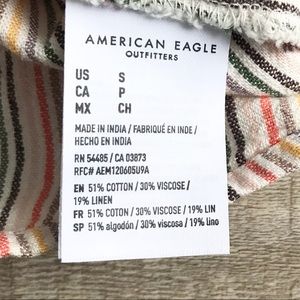 AMERICAN EAGLE
OUTFITTERS
US S
CA P
MX CH
MADE IN INDIA / FABRIQUÉ EN INDE /
HECHO EN INDIA
RN 54485 / CA 03873
RFC# AEM120605U9A
EN 51% COTTON / 30% VISCOSE /
19% LINEN
FR 51% COTON / 30% VISCOSE / 19% LIN
SP 51% algodón / 30% viscosa / 19% lino